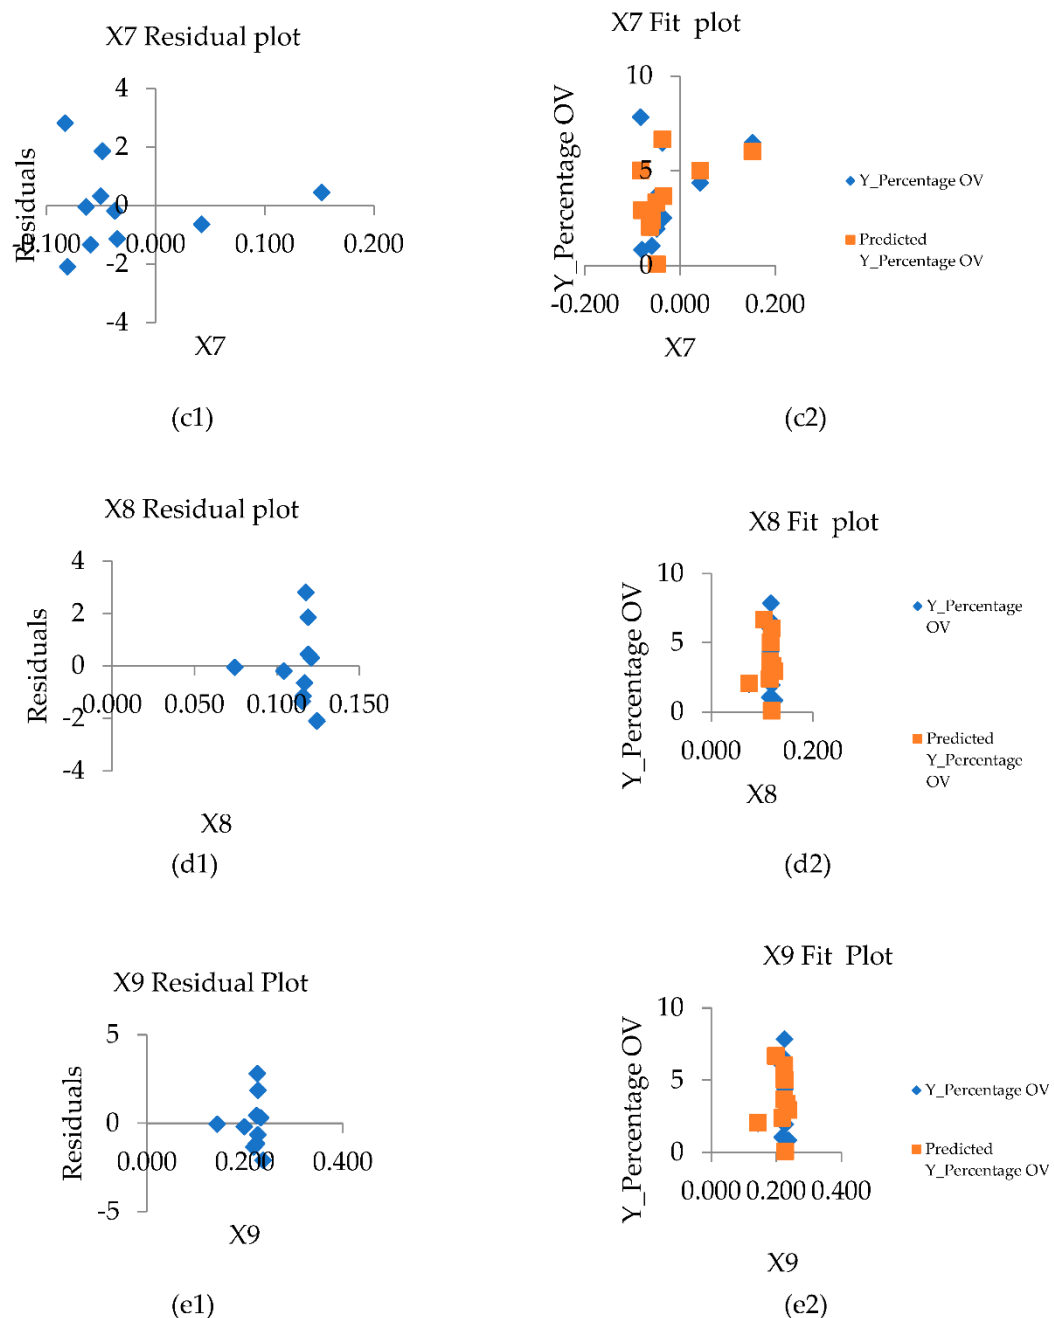 X7 Residual plot
4
2
0
-2
-4
-0.100
0.000
0.100
0.200
Residuals
X7
(c1)
X7 Fit plot
10
5
0
-0.200
0.000
0.200
Y_Percentage OV
X7
Y_Percentage OV
Predicted
Y_Percentage OV
(c2)
X8 Residual plot
4
2
0
-2
-4
0.000
0.050
0.100
0.150
Residuals
X8
(d1)
X8 Fit plot
10
5
0
0.000
0.200
Y_Percentage OV
X8
Y_Percentage
OV
Predicted
Y_Percentage
OV
(d2)
X9 Residual Plot
5
0
-5
0.000
0.200
0.400
Residuals
X9
(e1)
X9 Fit Plot
10
5
0
0.000
0.200
0.400
Y_Percentage OV
X9
Y_Percentage OV
Predicted
Y_Percentage OV
(e2)